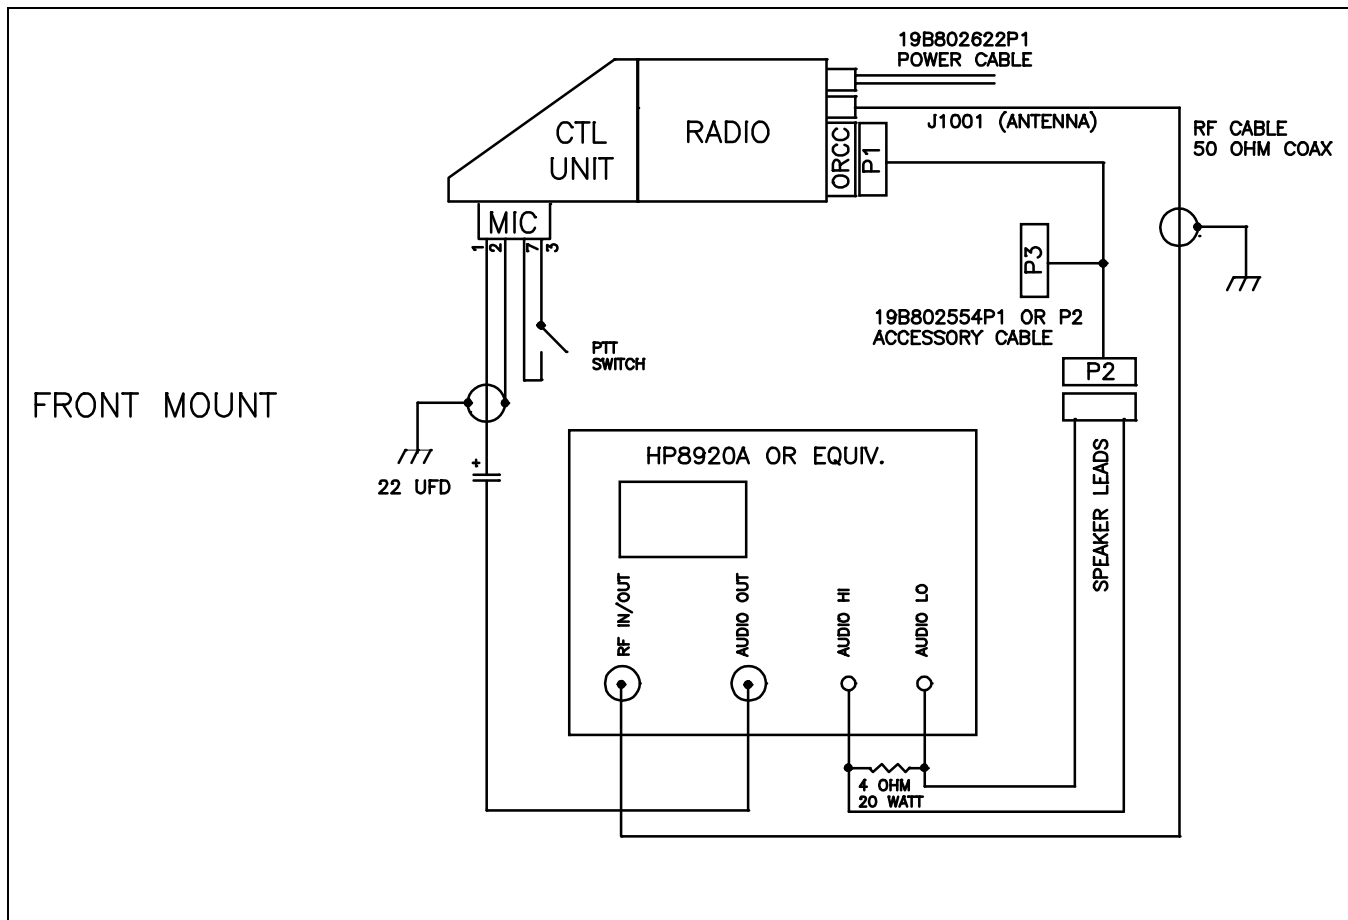 19B802622P1
POWER CABLE
J1001 (ANTENNA)
RF CABLE
50 OHM COAX
CTL
UNIT
RADIO
ORCC
P1
MIC
1
2
7
3
P3
19B802554P1 OR P2
ACCESSORY CABLE
PTT
SWITCH
P2
FRONT MOUNT
+
22 UFD
HP8920A OR EQUIV.
SPEAKER LEADS
RF IN/OUT
AUDIO OUT
AUDIO HI
AUDIO LO
4 OHM
20 WATT